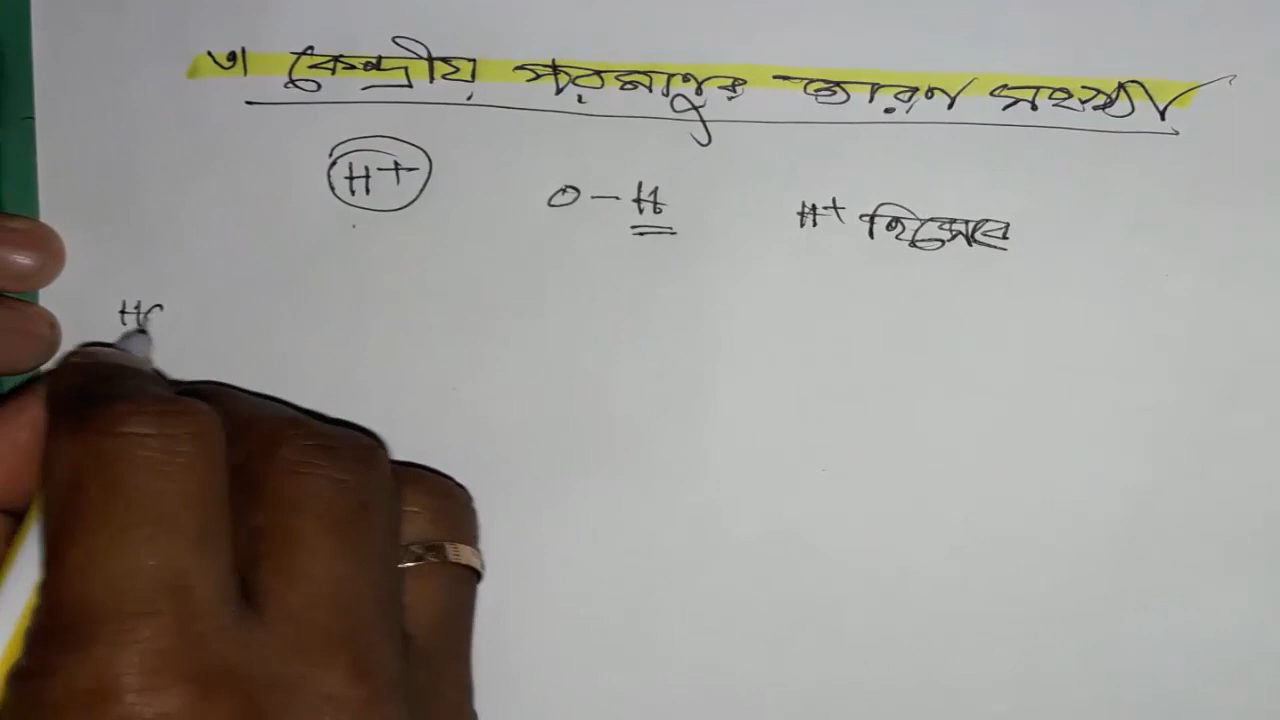 ৩। কেন্দ্রীয় পরমাণুর জারণ সংখ্যা
H+ O-H H+ হিসেবে